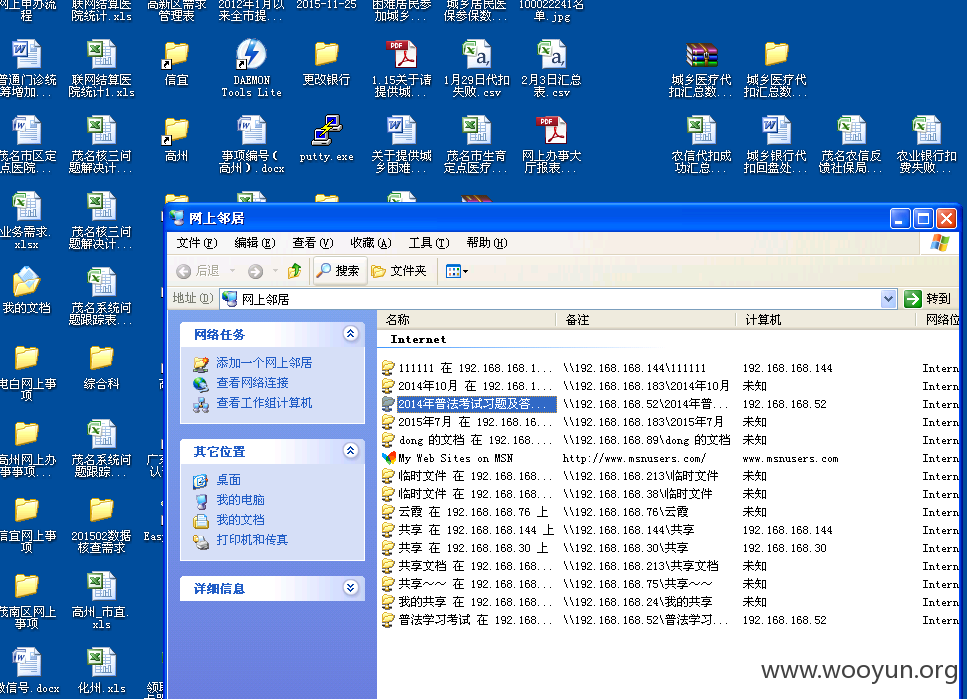 网上申办流
程
联网结算医
院统计.xls
高新区需求
管理表
2012年1月以
来全市提...
2015-11-25
困难居民参
加城乡...
城乡居民医
保参保数...
100022241名
单.jpg
普通门诊统
筹增加...
联网结算医
院统计1.xls
信宜
DAEMON
Tools Lite
更改银行
1.15关于请
提供城...
1月29日代扣
失败.csv
2月3日汇总
表.csv
城乡医疗代
扣汇总数...
城乡医疗代
扣汇总数...
茂名市区定
点医院...
茂名核三问
题解决计...
高州
事项编号(
高州).docx
putty.exe
关于提供城
乡困难...
茂名市生育
定点医疗...
网上办事大
厅报表...
农信代扣成
功汇总...
城乡银行代
扣回盘处...
茂名农信反
馈社保局...
农业银行扣
费失败...
业务需求.
xlsx
茂名核三问
题解决计...
我的文档
茂名系统问
题跟踪表...
电白网上事
项
综合科
高州网上办
事事项...
茂名系统问
题跟踪...
信宜网上事
项
201502数据
核查需求
Eas
茂南区网上
事项
高州_市直.
xls
微信号.docx
化州.xls
网上邻居
文件(F) 编辑(E) 查看(V) 收藏(A) 工具(T) 帮助(H)
后退 搜索 文件夹
地址(D) 网上邻居 转到
网络任务
添加一个网上邻居
查看网络连接
查看工作组计算机
其它位置
桌面
我的电脑
我的文档
打印机和传真
详细信息
名称 备注 计算机 网络位
Internet
111111 在 192.168.168.1... \\192.168.168.144\111111 192.168.168.144 Intern
2014年10月 在 192.168.1... \\192.168.168.183\2014年10月 未知 Intern
2014年普法考试习题及答... \\192.168.168.52\2014年普... 192.168.168.52 Intern
2015年7月 在 192.168.16... \\192.168.168.183\2015年7月 未知 Intern
dong 的文档 在 192.168.... \\192.168.168.89\dong 的文档 未知 Intern
My Web Sites on MSN http://www.msnusers.com/ www.msnusers.com Intern
临时文件 在 192.168.168... \\192.168.168.213\临时文件 未知 Intern
临时文件 在 192.168.168... \\192.168.168.38\临时文件 未知 Intern
云霞 在 192.168.168.76 上 \\192.168.168.76\云霞 未知 Intern
共享 在 192.168.168.144 上 \\192.168.168.144\共享 192.168.168.144 Intern
共享 在 192.168.168.30 上 \\192.168.168.30\共享 192.168.168.30 Intern
共享文档 在 192.168.168... \\192.168.168.213\共享文档 未知 Intern
共享～～ 在 192.168.168... \\192.168.168.75\共享～～ 未知 Intern
我的共享 在 192.168.168... \\192.168.168.24\我的共享 未知 Intern
普法学习考试 在 192.168... \\192.168.168.52\普法学习... 192.168.168.52 Intern
www.wooyun.org